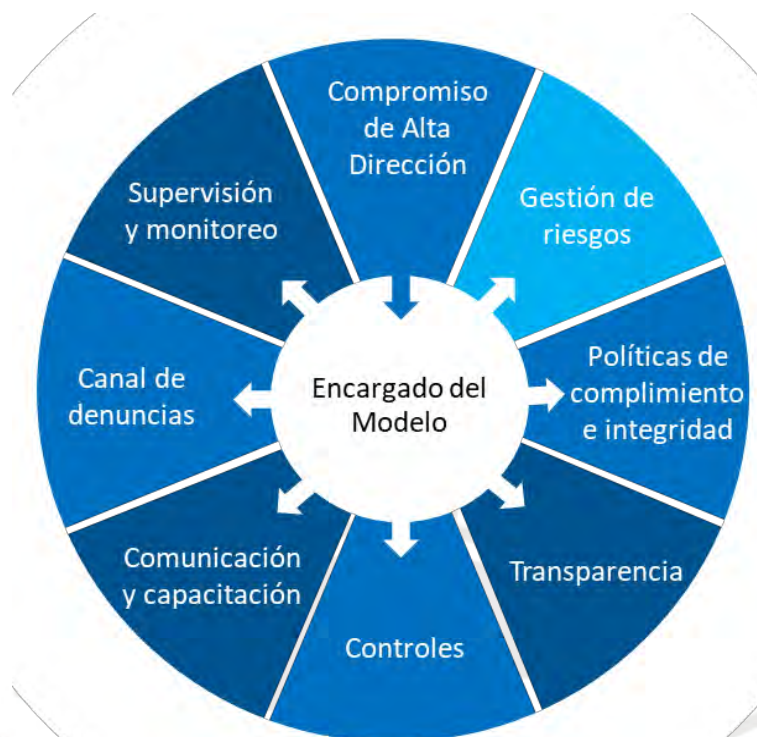 Compromiso
de Alta
Dirección
Gestión de
riesgos
Políticas de
complimiento
e integridad
Transparencia
Controles
Comunicación
y capacitación
Canal de
denuncias
Supervisión
y monitoreo
Encargado del
Modelo